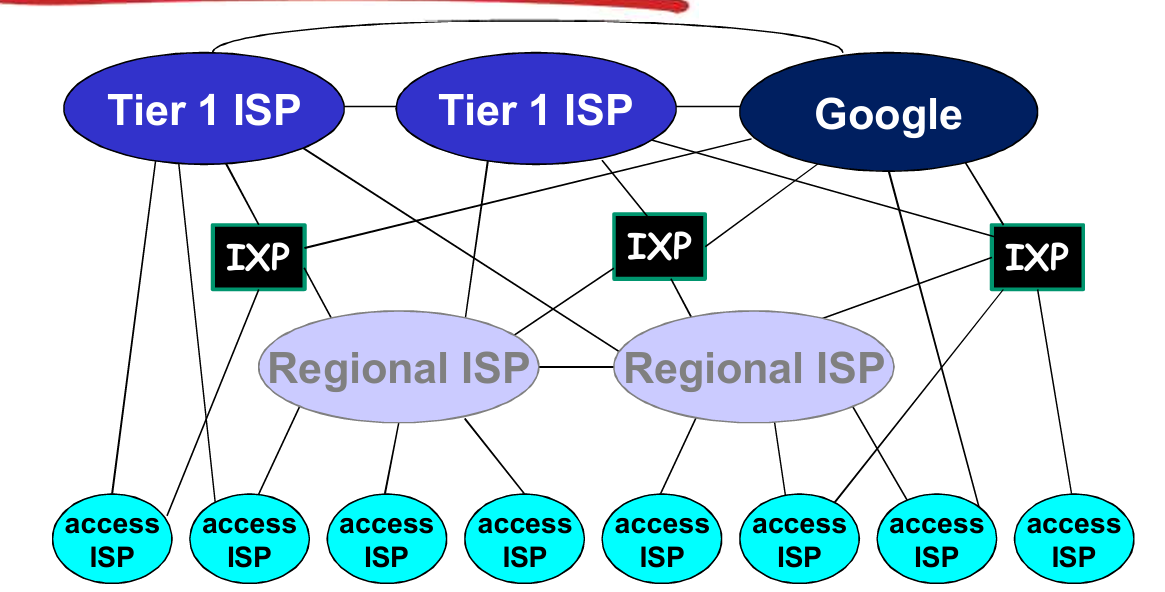 Tier 1 ISP
Tier 1 ISP
Google
IXP
IXP
IXP
Regional ISP
Regional ISP
access
ISP
access
ISP
access
ISP
access
ISP
access
ISP
access
ISP
access
ISP
access
ISP